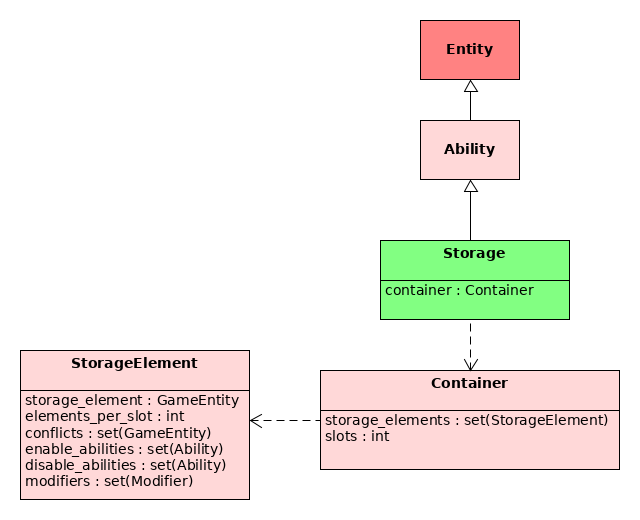 Entity
Ability
Storage
container : Container
StorageElement
storage_element : GameEntity
elements_per_slot : int
conflicts : set(GameEntity)
enable_abilities : set(Ability)
disable_abilities : set(Ability)
modifiers : set(Modifier)
Container
storage_elements : set(StorageElement)
slots : int